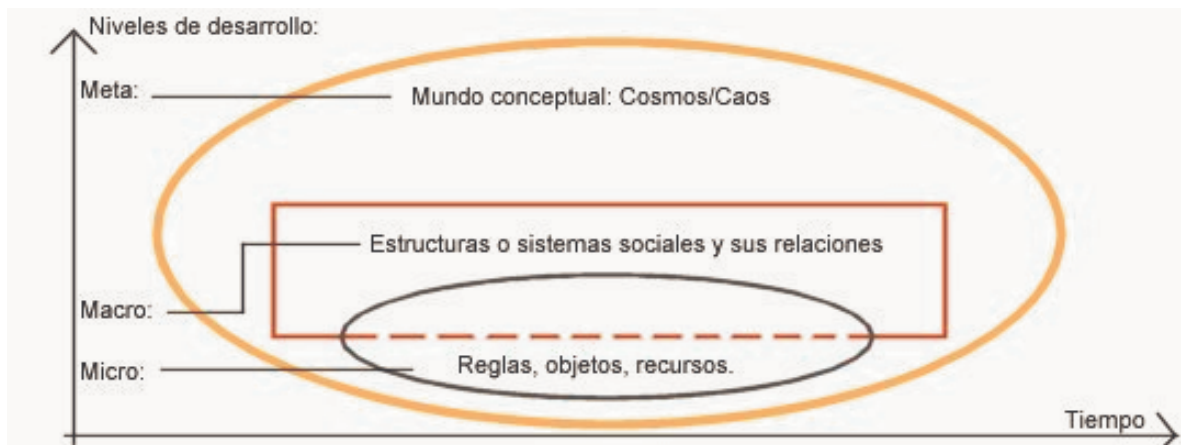 Niveles de desarrollo:
Meta:
Mundo conceptual: Cosmos/Caos
Estructuras o sistemas sociales y sus relaciones
Macro:
Micro:
Reglas, objetos, recursos.
Tiempo